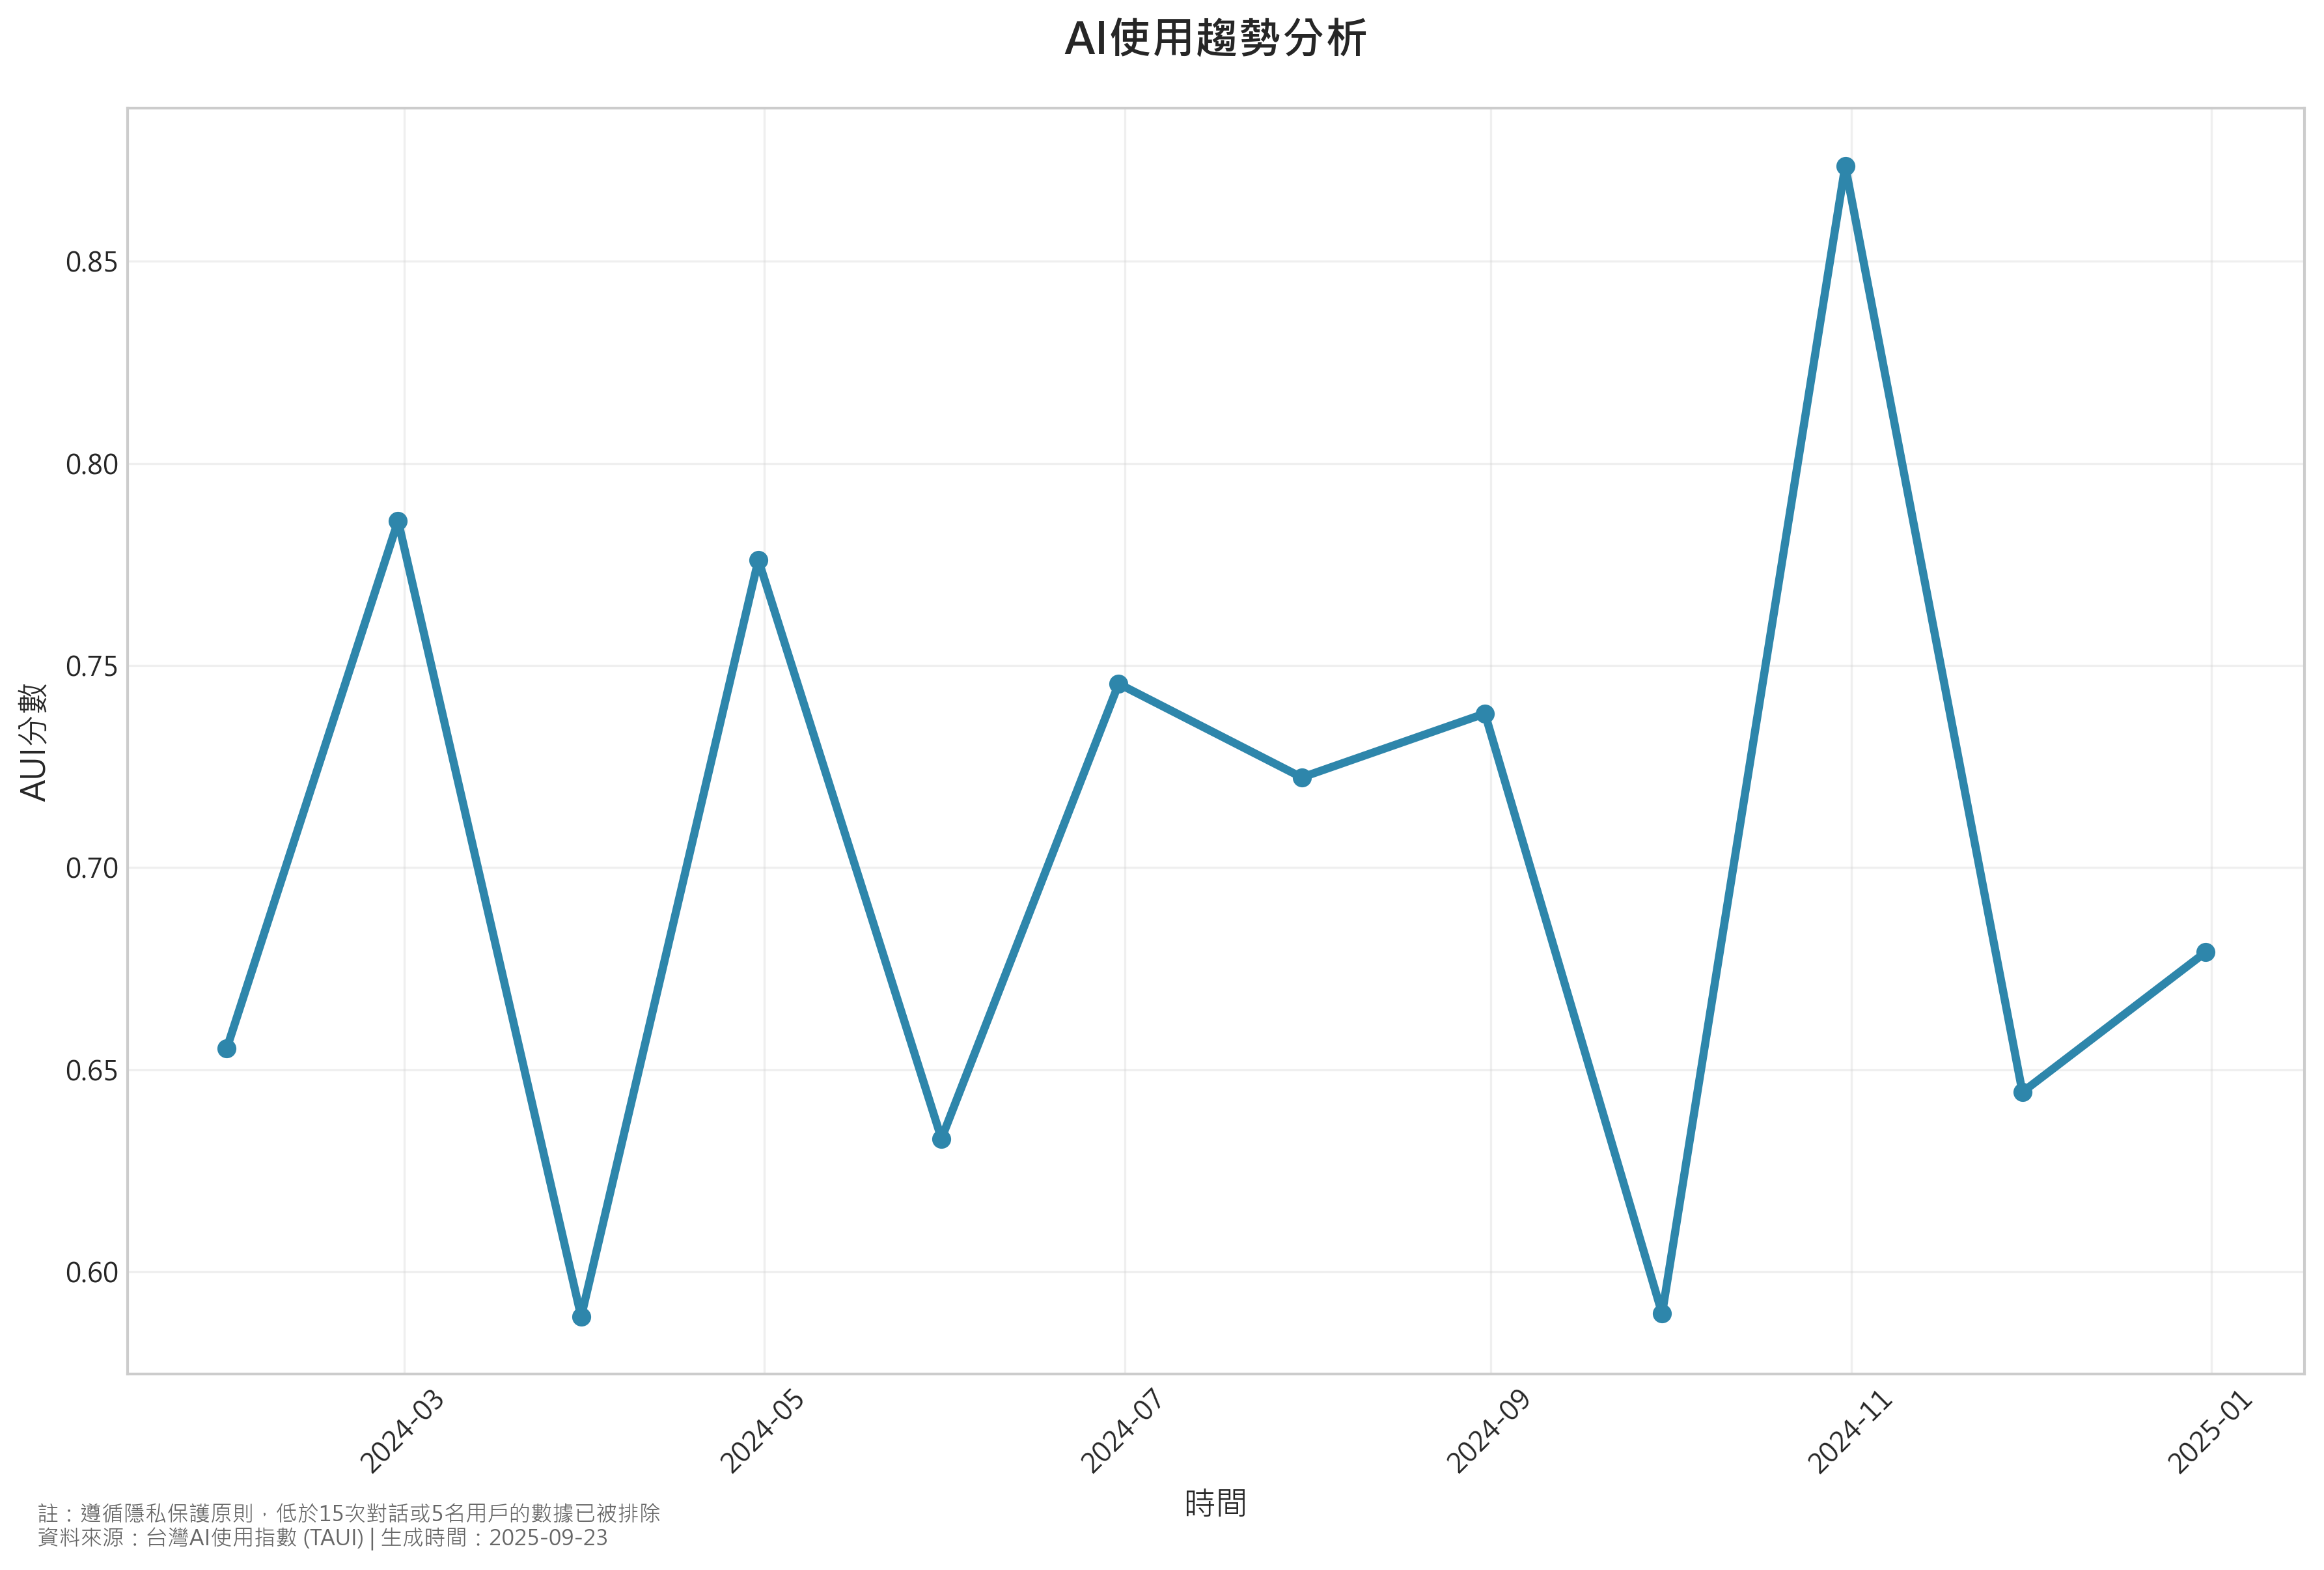 AI使用趨勢分析
AUI分數
0.85
0.80
0.75
0.70
0.65
0.60
2024-03
2024-05
2024-07
2024-09
2024-11
2025-01
時間
註：遵循隱私保護原則，低於15次對話或5名用戶的數據已被排除
資料來源：台灣AI使用指數 (TAUI) | 生成時間：2025-09-23